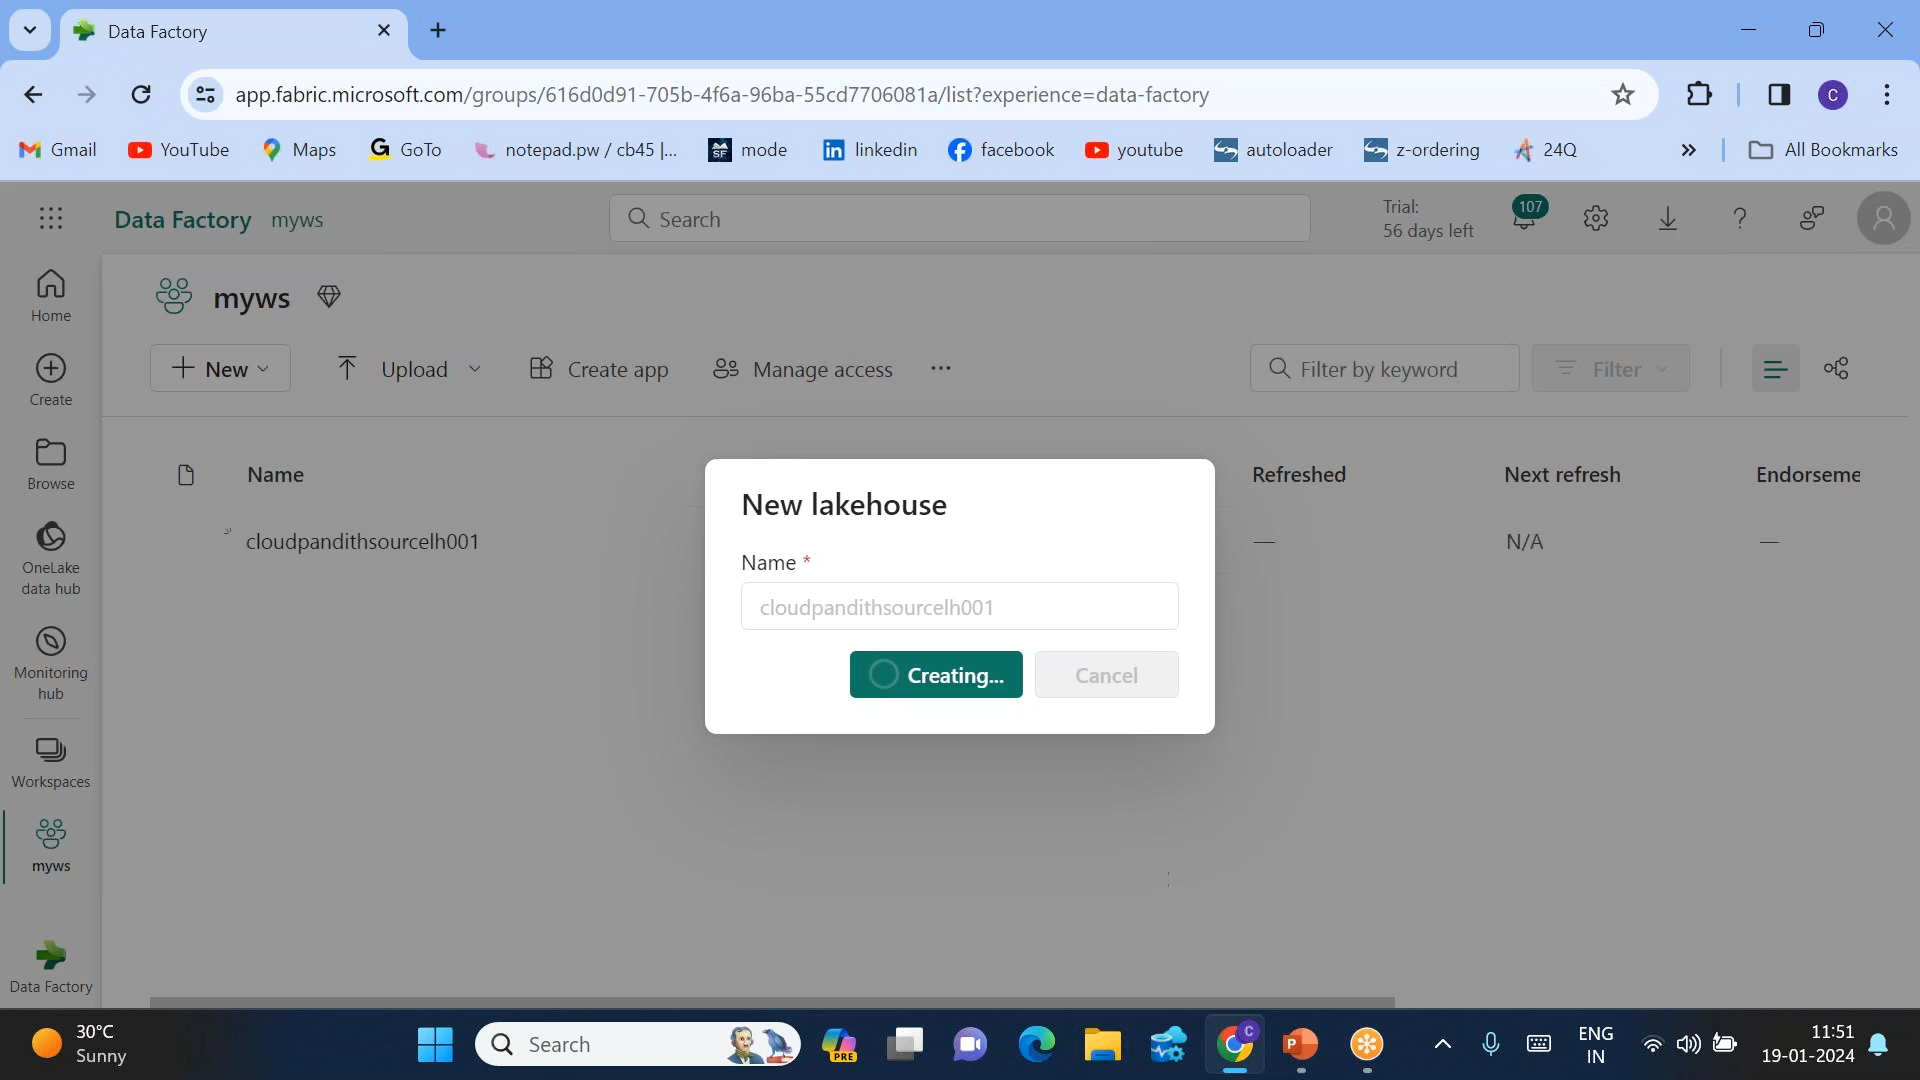 Data Factory
app.fabric.microsoft.com/groups/616d0d91-705b-4f6a-96ba-55cd7706081a/list?experience=data-factory
C
Gmail YouTube Maps GoTo notepad.pw / cb45 |... mode linkedin facebook youtube autoloader z-ordering 24Q » All Bookmarks
Data Factory myws
Search
Trial:
56 days left
107
Home
Create
Browse
OneLake
data hub
Monitoring
hub
Workspaces
myws
Data Factory
myws
New Upload Create app Manage access ... Filter by keyword Filter
Name Refreshed Next refresh Endorseme
cloudpandithsourcelh001 — N/A —
New lakehouse
Name *
cloudpandithsourcelh001
Creating... Cancel
30°C
Sunny
Search
PRE
C
ENG
IN
11:51
19-01-2024